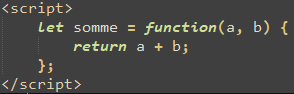 <script>
let somme = function(a, b) {
return a + b;
};
</script>